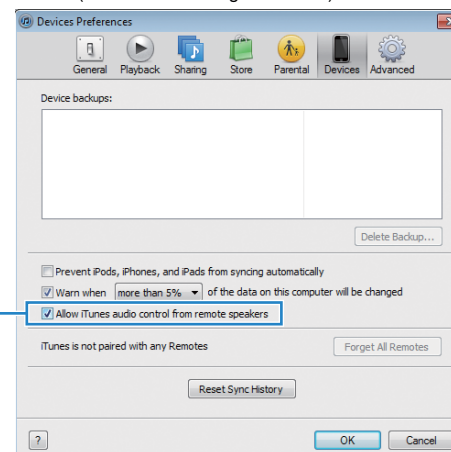 Devices Preferences
General Playback Sharing Store Parental Devices Advanced
Device backups:
Delete Backup...
Prevent iPods, iPhones, and iPads from syncing automatically
Warn when more than 5% of the data on this computer will be changed
Allow iTunes audio control from remote speakers
iTunes is not paired with any Remotes Forget All Remotes
Reset Sync History
? OK Cancel